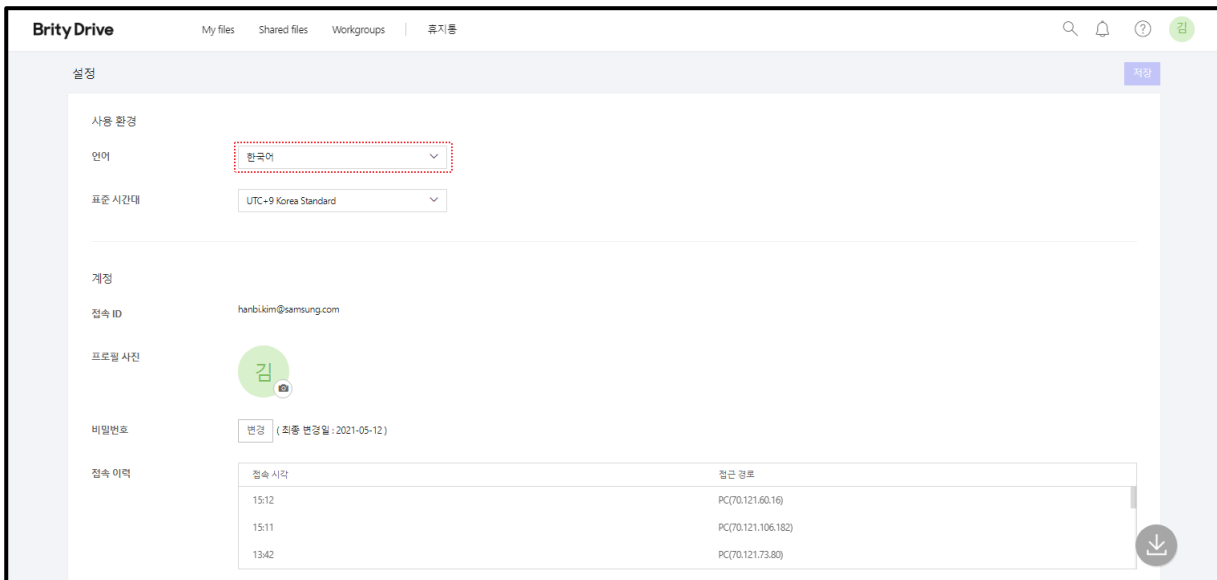 Brity Drive My files Shared files Workgroups 휴지통 김
설정 저장
사용 환경
언어 한국어
표준 시간대 UTC+9 Korea Standard
계정
접속 ID hanbi.kim@samsung.com
프로필 사진 김
비밀번호 변경 ( 최종 변경일 : 2021-05-12 )
접속 이력 접속 시각 접근 경로
15:12 PC(70.121.60.16)
15:11 PC(70.121.106.182)
13:42 PC(70.121.73.80)